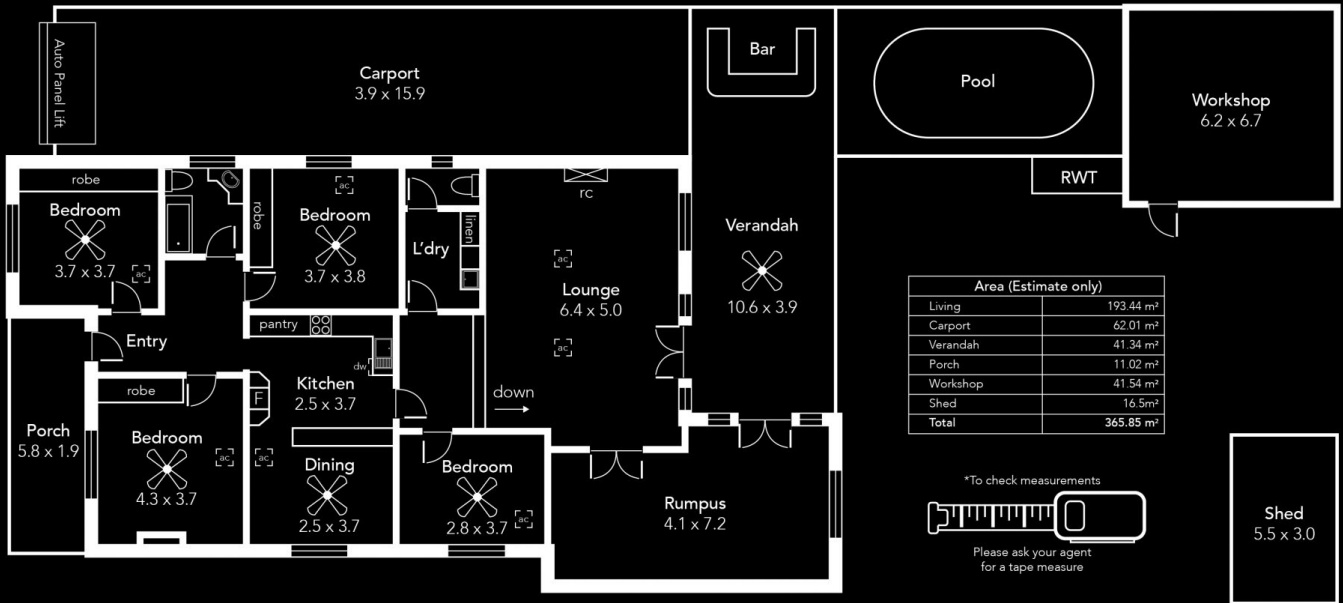 Auto Panel Lift
Carport
3.9 x 15.9
Bar
Pool
Workshop
6.2 x 6.7
RWT
robe
Bedroom
3.7 x 3.7
ac
robe
ac
Bedroom
3.7 x 3.8
L'dry
linen
rc
ac
Lounge
6.4 x 5.0
ac
Verandah
10.6 x 3.9
Entry
pantry
dw
Kitchen
2.5 x 3.7
F
down
robe
Bedroom
4.3 x 3.7
ac
Porch
5.8 x 1.9
ac
Dining
2.5 x 3.7
Bedroom
2.8 x 3.7
ac
Rumpus
4.1 x 7.2
Area (Estimate only)
Living 193.44 m²
Carport 62.01 m²
Verandah 41.34 m²
Porch 11.02 m²
Workshop 41.54 m²
Shed 16.5m²
Total 365.85 m²
*To check measurements
Please ask your agent
for a tape measure
Shed
5.5 x 3.0